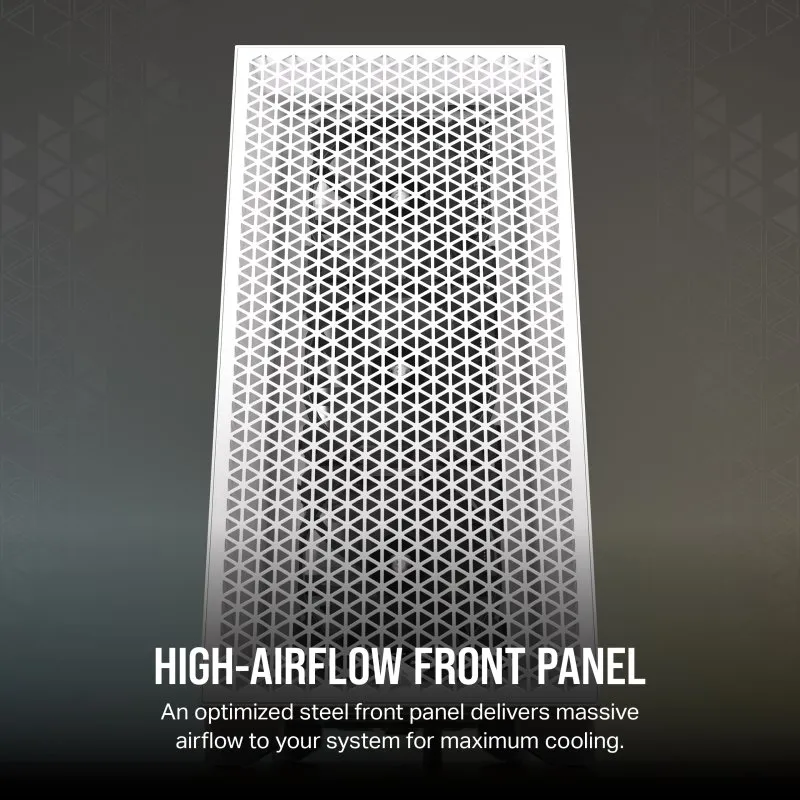 HIGH-AIRFLOW FRONT PANEL
An optimized steel front panel delivers massive
airflow to your system for maximum cooling.